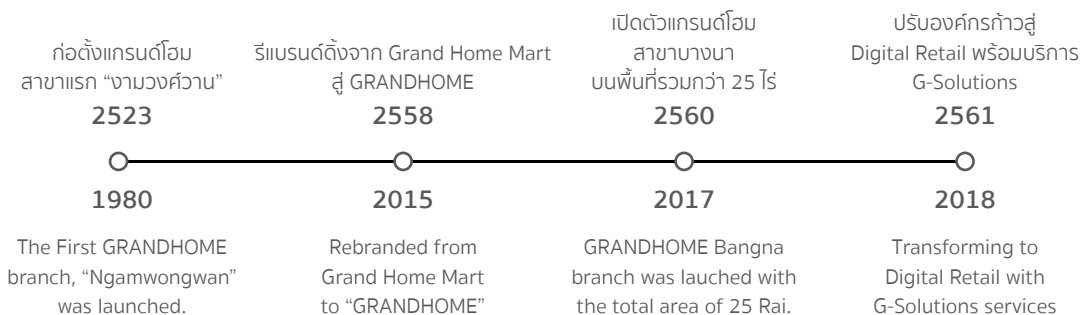 ก่อตั้งแกรนด์โฮม
สาขาแรก “งามวงศ์วาน”
2523
1980
The First GRANDHOME
branch, “Ngamwongwan”
was launched.
รีแบรนด์ดิ้งจาก Grand Home Mart
สู่ GRANDHOME
2558
2015
Rebranded from
Grand Home Mart
to “GRANDHOME”
เปิดตัวแกรนด์โฮม
สาขาบางนา
บนพื้นที่รวมกว่า 25 ไร่
2560
2017
GRANDHOME Bangna
branch was lauched with
the total area of 25 Rai.
ปรับองค์กรก้าวสู่
Digital Retail พร้อมบริการ
G-Solutions
2561
2018
Transforming to
Digital Retail with
G-Solutions services